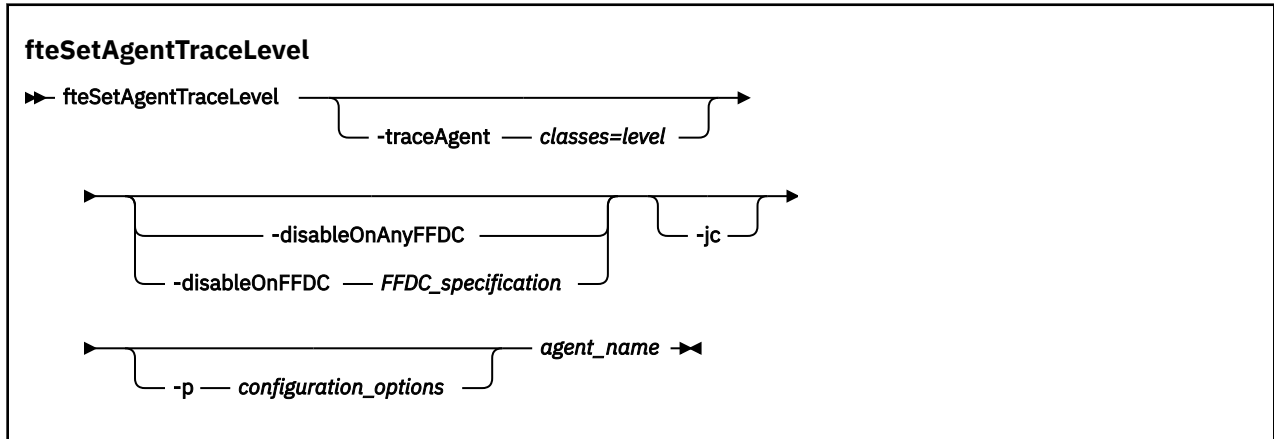 fteSetAgentTraceLevel
fteSetAgentTraceLevel
-traceAgent classes=level
-disableOnAnyFFDC
-jc
-disableOnFFDC FFDC_specification
agent_name
-p configuration_options